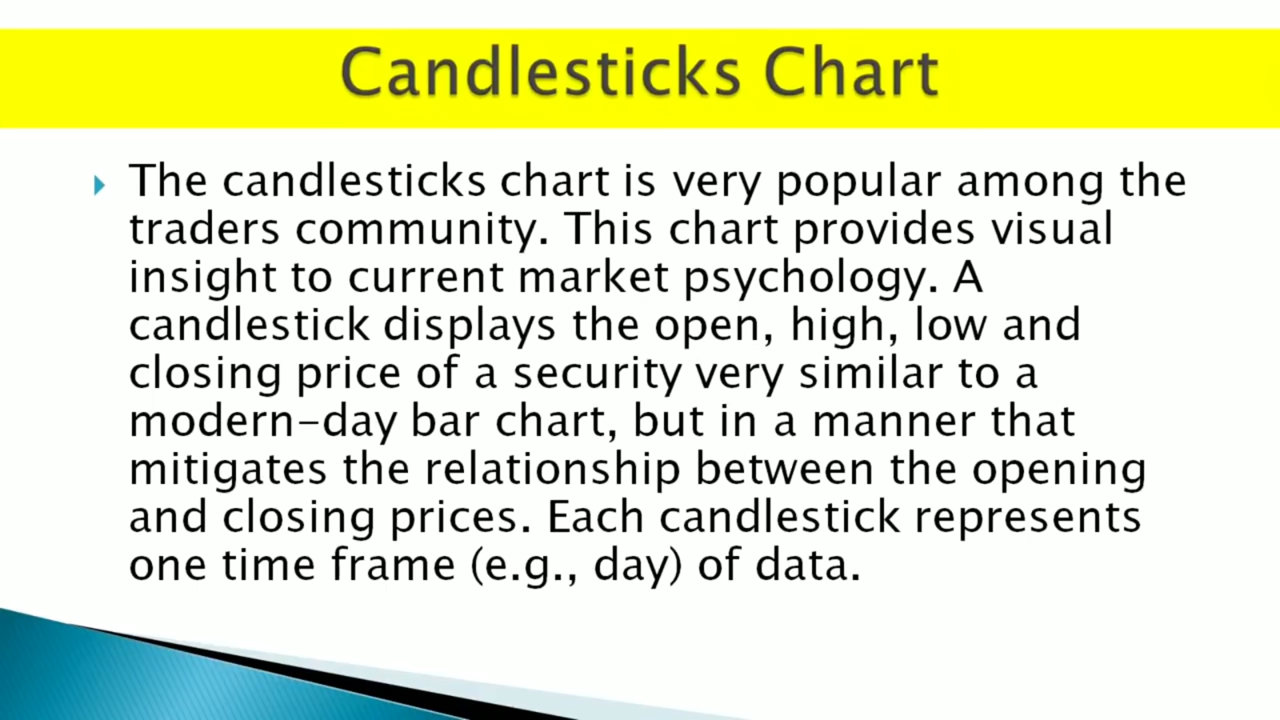 Candlesticks Chart
The candlesticks chart is very popular among the
traders community. This chart provides visual
insight to current market psychology. A
candlestick displays the open, high, low and
closing price of a security very similar to a
modern-day bar chart, but in a manner that
mitigates the relationship between the opening
and closing prices. Each candlestick represents
one time frame (e.g., day) of data.